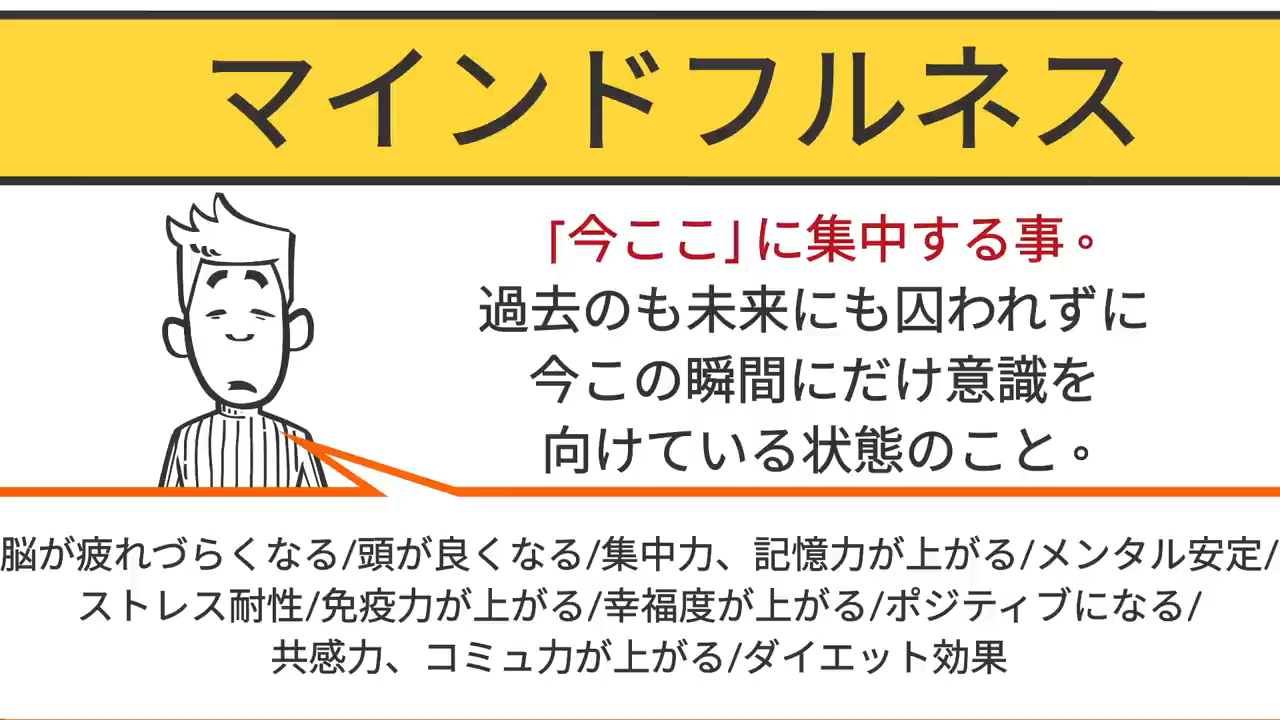 マインドフルネス
「今ここ」に集中する事。
過去のも未来にも囚われずに
今この瞬間にだけ意識を
向けている状態のこと。
脳が疲れづらくなる/頭が良くなる/集中力、記憶力が上がる/メンタル安定/
ストレス耐性/免疫力が上がる/幸福度が上がる/ポジティブになる/
共感力、コミュ力が上がる/ダイエット効果